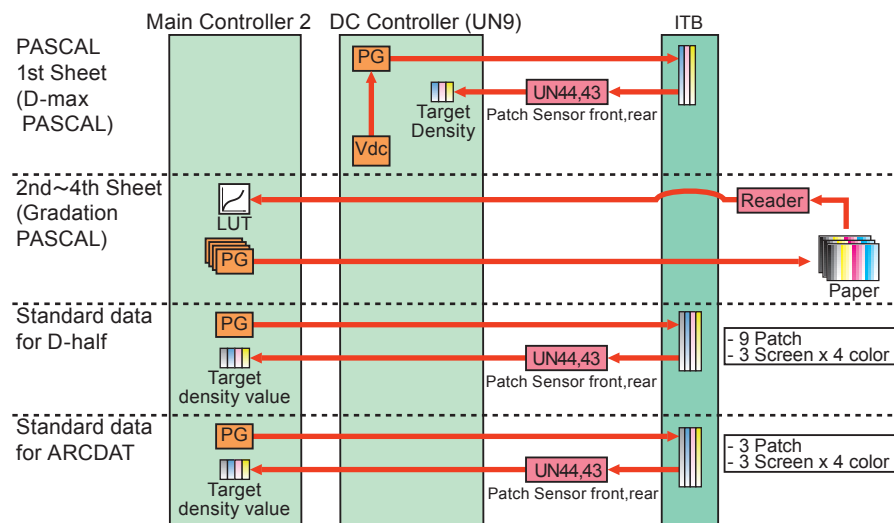 Main Controller 2
DC Controller (UN9)
ITB
PASCAL
1st Sheet
(D-max
PASCAL)
PG
UN44,43
Target
Density
Patch Sensor front,rear
Vdc
2nd~4th Sheet
(Gradation
PASCAL)
LUT
Reader
PG
Paper
Standard data
for D-half
PG
UN44,43
Target
density value
Patch Sensor front,rear
- 9 Patch
- 3 Screen x 4 color
Standard data
for ARCDAT
PG
UN44,43
Target
density value
Patch Sensor front,rear
- 3 Patch
- 3 Screen x 4 color